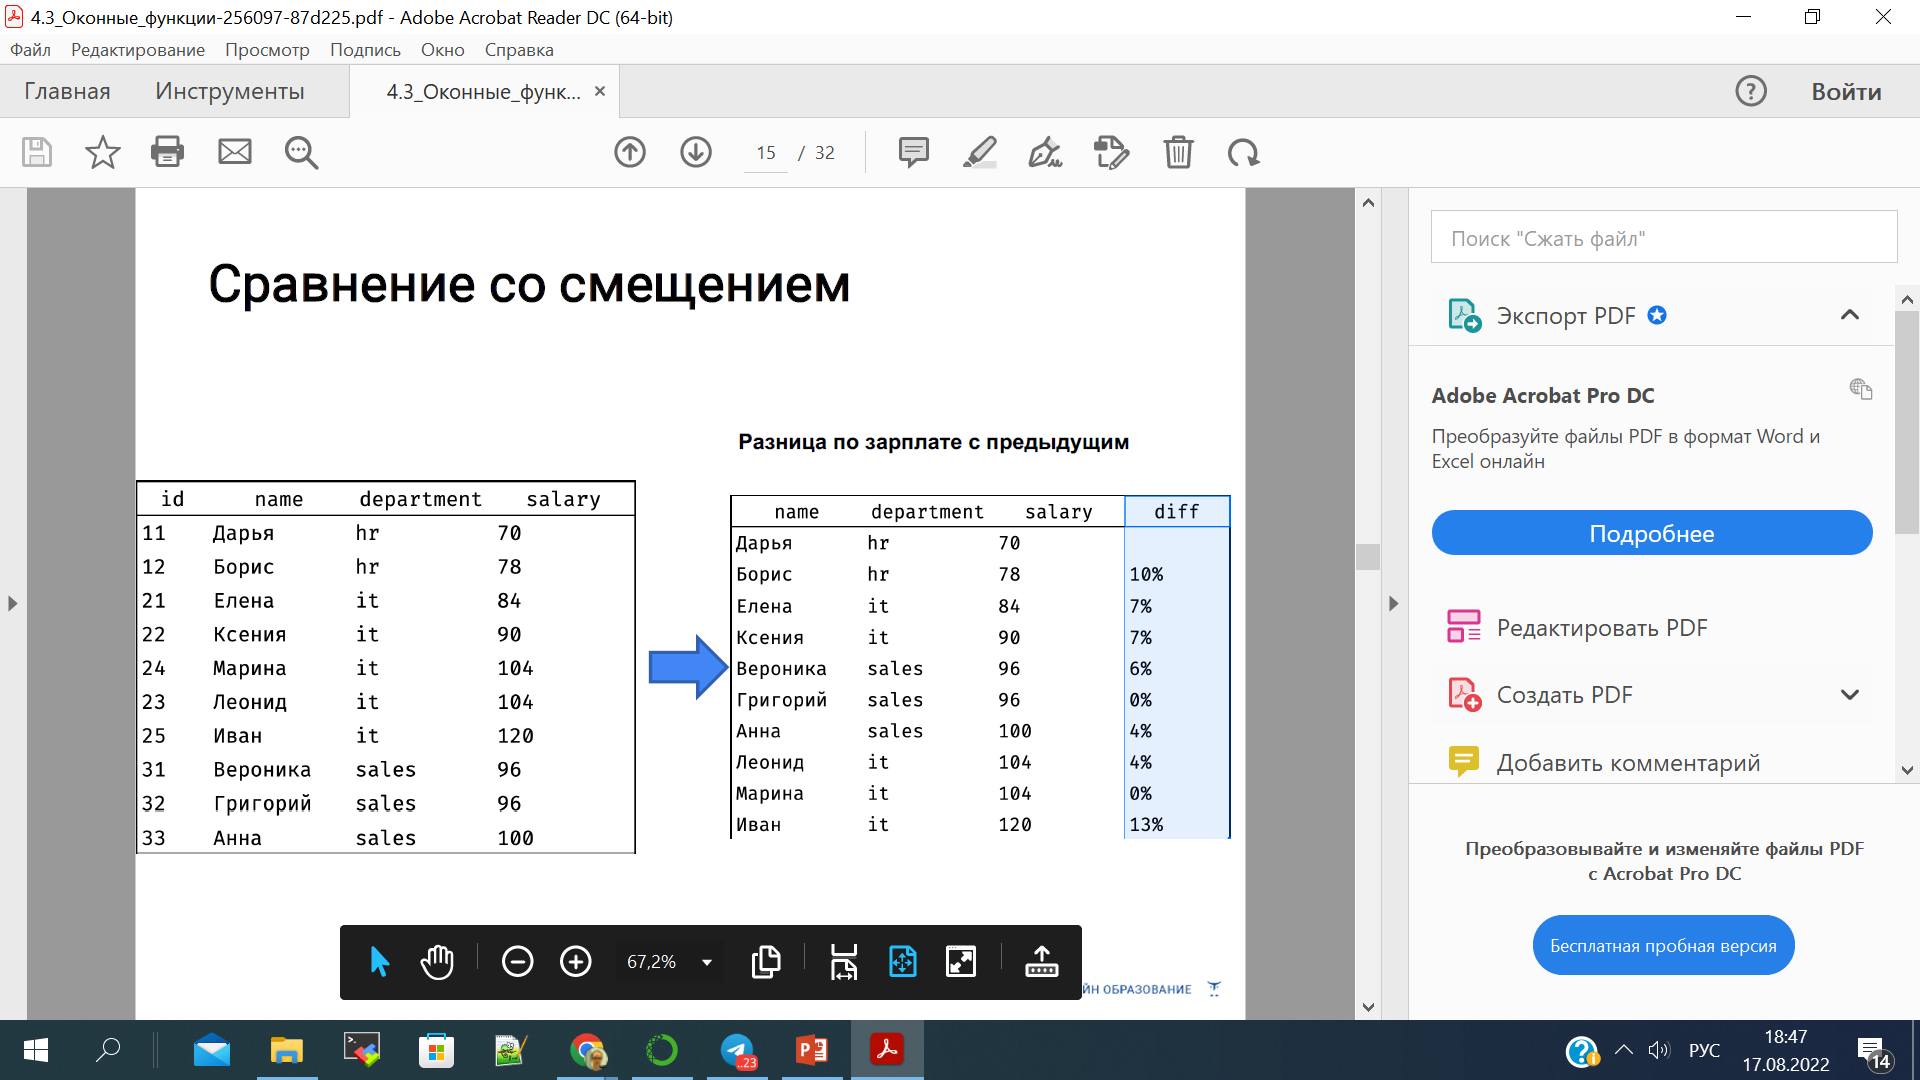 4.3_Оконные_функции-256097-87d225.pdf - Adobe Acrobat Reader DC (64-bit)
Файл Редактирование Просмотр Подпись Окно Справка
Главная Инструменты 4.3_Оконные_функ... Войти
15 / 32
Сравнение со смещением
Разница по зарплате с предыдущим
id name department salary
11 Дарья hr 70
12 Борис hr 78
21 Елена it 84
22 Ксения it 90
24 Марина it 104
23 Леонид it 104
25 Иван it 120
31 Вероника sales 96
32 Григорий sales 96
33 Анна sales 100
name department salary diff
Дарья hr 70
Борис hr 78 10%
Елена it 84 7%
Ксения it 90 7%
Вероника sales 96 6%
Григорий sales 96 0%
Анна sales 100 4%
Леонид it 104 4%
Марина it 104 0%
Иван it 120 13%
67,2%
ЙН ОБРАЗОВАНИЕ
Поиск "Сжать файл"
Экспорт PDF
Adobe Acrobat Pro DC
Преобразуйте файлы PDF в формат Word и
Excel онлайн
Подробнее
Редактировать PDF
Создать PDF
Добавить комментарий
Преобразовывайте и изменяйте файлы PDF
с Acrobat Pro DC
Бесплатная пробная версия
..23
РУС
18:47
17.08.2022
14